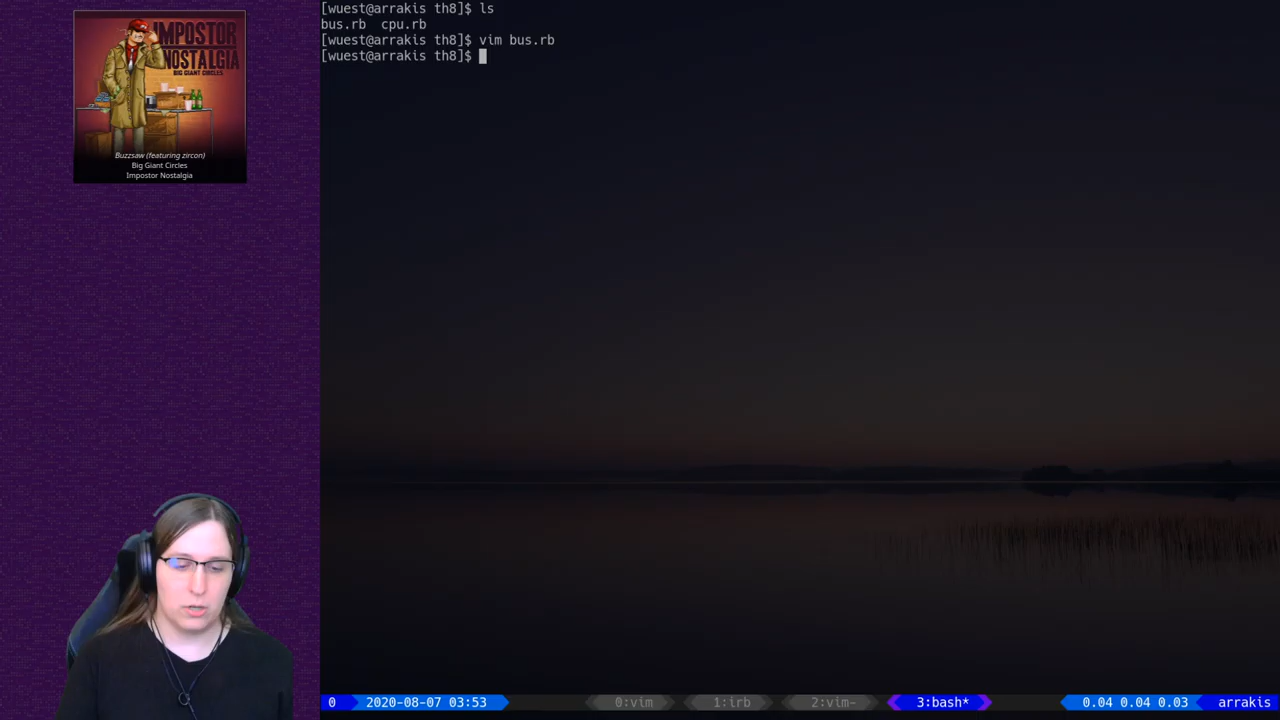 IMPOSTOR
NOSTALGIA
BIG GIANT CIRCLES
Buzzsaw (featuring zircon)
Big Giant Circles
Impostor Nostalgia
[wuest@arrakis th8]$ ls
bus.rb  cpu.rb
[wuest@arrakis th8]$ vim bus.rb
[wuest@arrakis th8]$
0 2020-08-07 03:53 0:vim 1:irb 2:vim- 3:bash* 0.04 0.04 0.03 arrakis